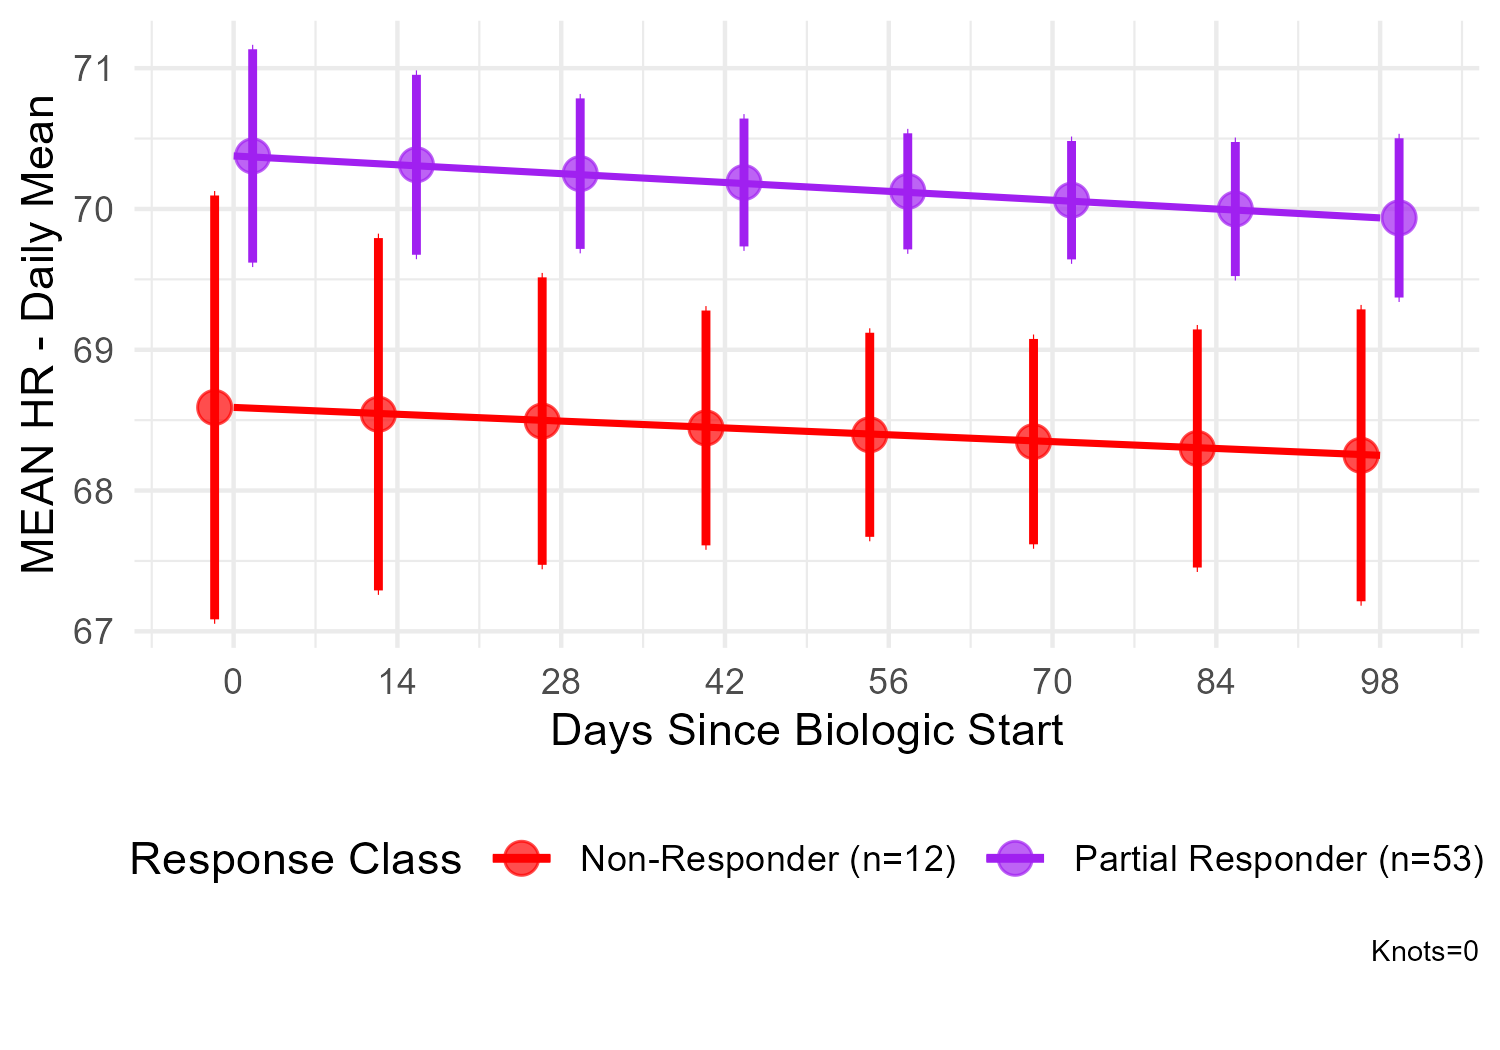 MEAN HR - Daily Mean
71
70
69
68
67
0 14 28 42 56 70 84 98
Days Since Biologic Start
Response Class Non-Responder (n=12) Partial Responder (n=53)
Knots=0